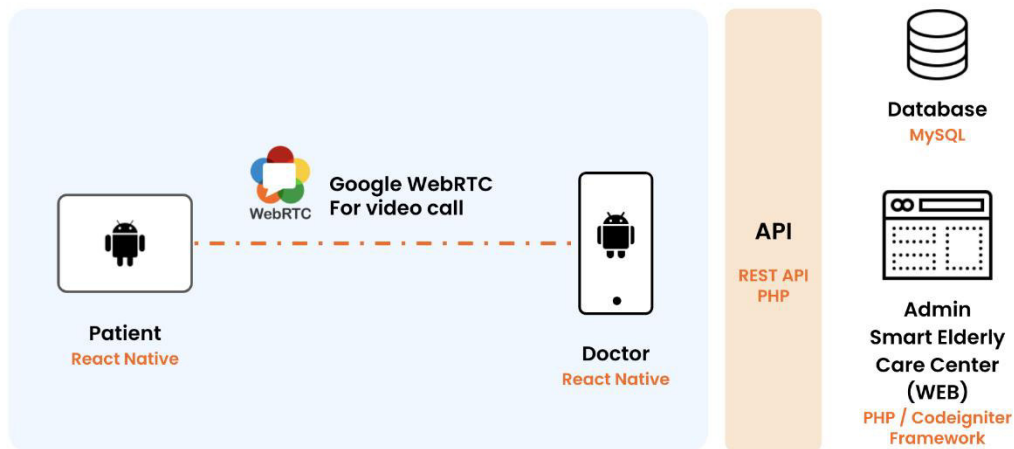 WebRTC
Google WebRTC
For video call
Patient
React Native
Doctor
React Native
API
REST API
PHP
Database
MySQL
Admin
Smart Elderly
Care Center
(WEB)
PHP / Codeigniter
Framework